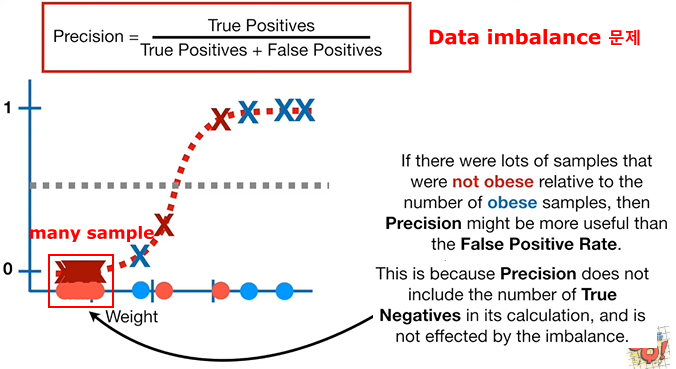 Precision = True Positives
True Positives + False Positives
Data imbalance 문제
1
If there were lots of samples that
were not obese relative to the
number of obese samples, then
Precision might be more useful than
the False Positive Rate.
many sample
0
This is because Precision does not
include the number of True
Negatives in its calculation, and is
not effected by the imbalance.
Weight